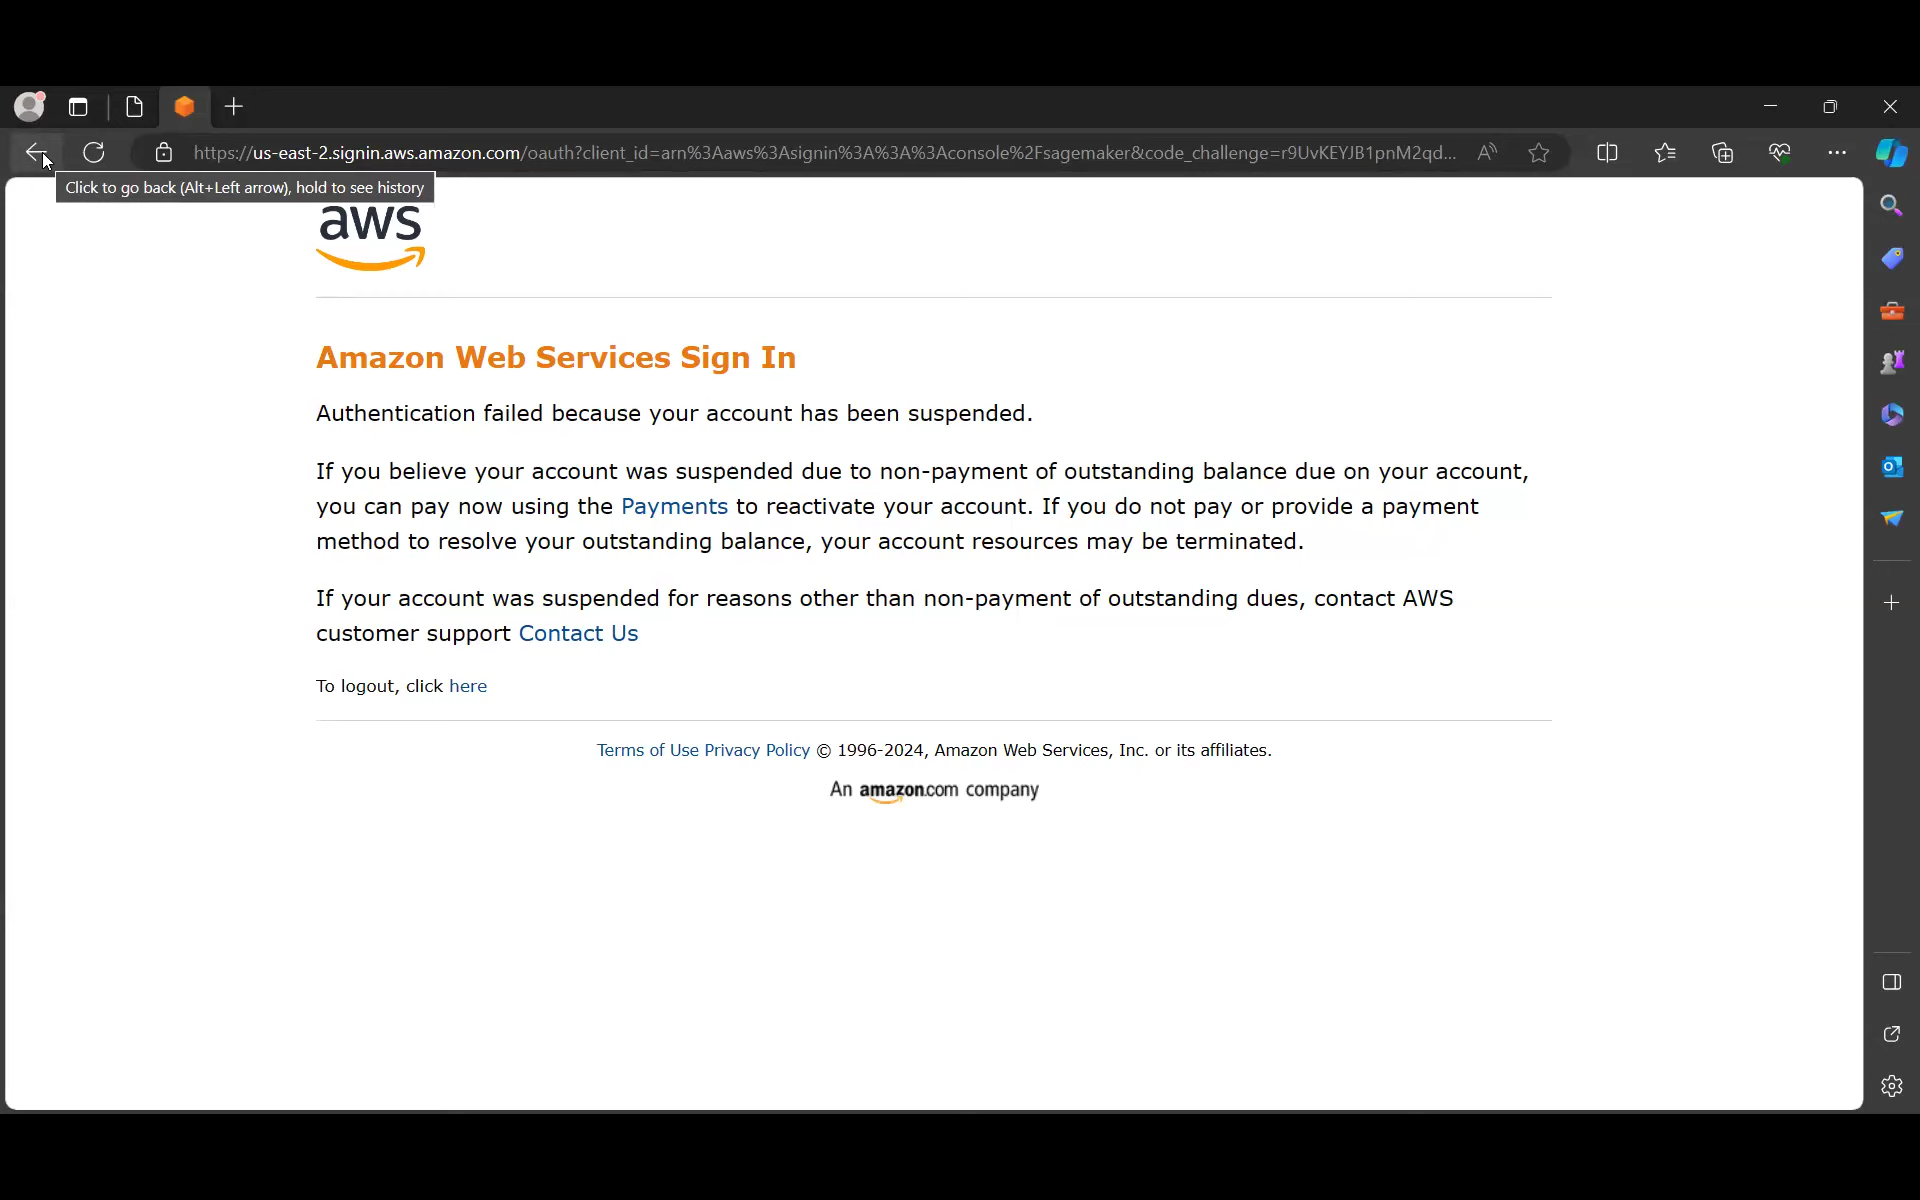 https://us-east-2.signin.aws.amazon.com/oauth?client_id=arn%3Aaws%3Asignin%3A%3A%3Aconsole%2Fsagemaker&code_challenge=r9UvKEYJB1pnM2qd...
Click to go back (Alt+Left arrow), hold to see history
aws
Amazon Web Services Sign In
Authentication failed because your account has been suspended.
If you believe your account was suspended due to non-payment of outstanding balance due on your account,
you can pay now using the Payments to reactivate your account. If you do not pay or provide a payment
method to resolve your outstanding balance, your account resources may be terminated.
If your account was suspended for reasons other than non-payment of outstanding dues, contact AWS
customer support Contact Us
To logout, click here
Terms of Use Privacy Policy © 1996-2024, Amazon Web Services, Inc. or its affiliates.
An amazon.com company